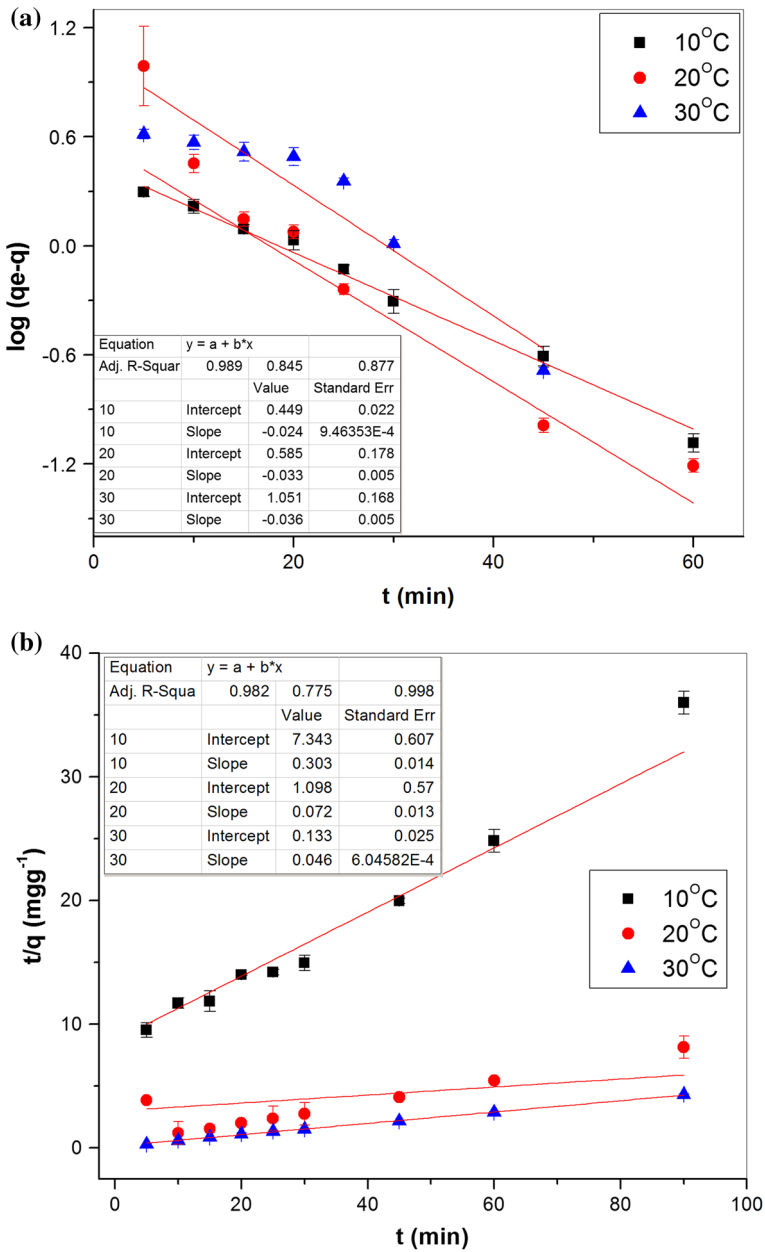 (a)
1.2
0.6
0.0
-0.6
-1.2
log (qe-q)
10°C
20°C
30°C
Equation y = a + b*x
Adj. R-Squar 0.989 0.845 0.877
Value Standard Err
10 Intercept 0.449 0.022
10 Slope -0.024 9.46353E-4
20 Intercept 0.585 0.178
20 Slope -0.033 0.005
30 Intercept 1.051 0.168
30 Slope -0.036 0.005
0 20 40 60
t (min)
(b)
40
30
20
10
0
t/q (mgg⁻¹)
Equation y = a + b*x
Adj. R-Squa 0.982 0.775 0.998
Value Standard Err
10 Intercept 7.343 0.607
10 Slope 0.303 0.014
20 Intercept 1.098 0.57
20 Slope 0.072 0.013
30 Intercept 0.133 0.025
30 Slope 0.046 6.04582E-4
10°C
20°C
30°C
0 20 40 60 80 100
t (min)